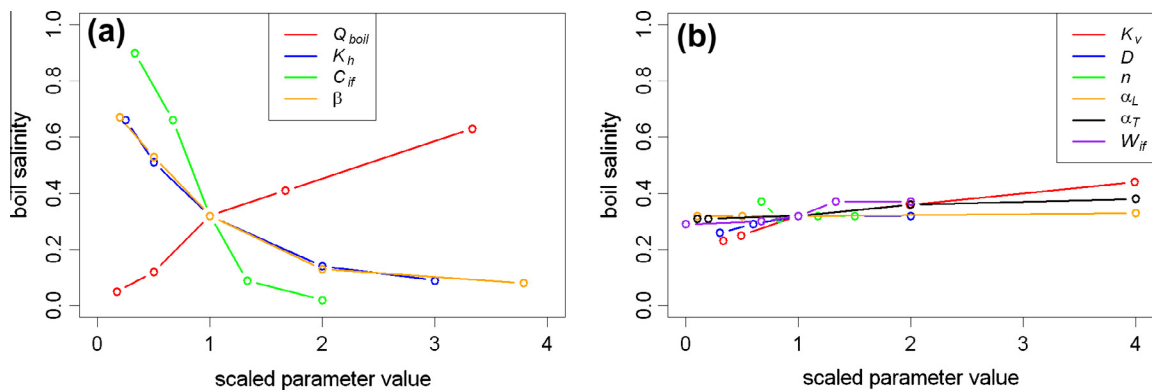 (a)
Q boil
K h
C if
β
boil salinity
0.0 0.2 0.4 0.6 0.8 1.0
0 1 2 3 4
scaled parameter value
(b)
K v
D
n
α L
α T
W if
boil salinity
0.0 0.2 0.4 0.6 0.8 1.0
0 1 2 3 4
scaled parameter value